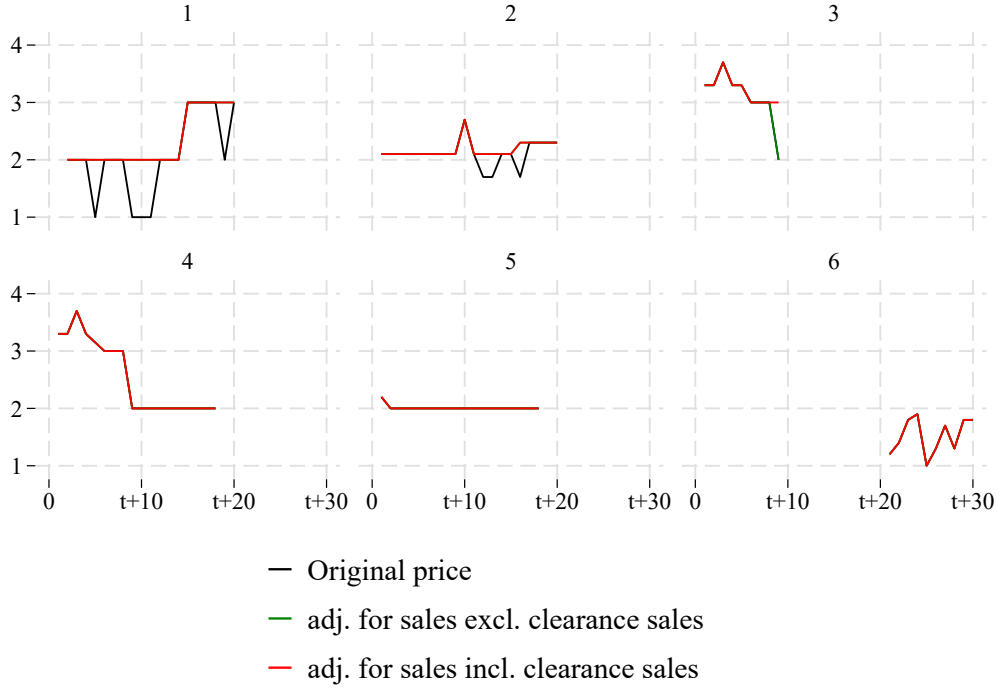 1 2 3
4
3
2
1
4 5 6
4
3
2
1
0 t+10 t+20 t+30 0 t+10 t+20 t+30 0 t+10 t+20 t+30
Original price
adj. for sales excl. clearance sales
adj. for sales incl. clearance sales